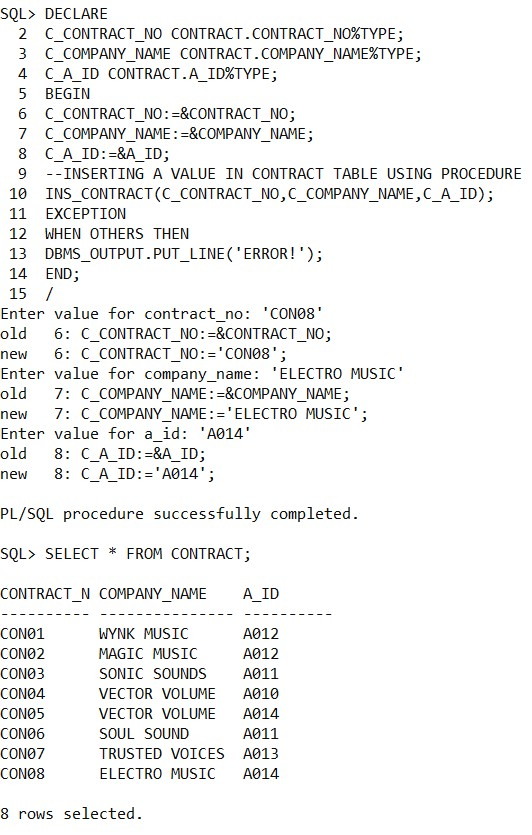 SQL> DECLARE
  2  C_CONTRACT_NO CONTRACT.CONTRACT_NO%TYPE;
  3  C_COMPANY_NAME CONTRACT.COMPANY_NAME%TYPE;
  4  C_A_ID CONTRACT.A_ID%TYPE;
  5  BEGIN
  6  C_CONTRACT_NO:=&CONTRACT_NO;
  7  C_COMPANY_NAME:=&COMPANY_NAME;
  8  C_A_ID:=&A_ID;
  9  --INSERTING A VALUE IN CONTRACT TABLE USING PROCEDURE
 10  INS_CONTRACT(C_CONTRACT_NO,C_COMPANY_NAME,C_A_ID);
 11  EXCEPTION
 12  WHEN OTHERS THEN
 13  DBMS_OUTPUT.PUT_LINE('ERROR!');
 14  END;
 15  /
Enter value for contract_no: 'CON08'
old   6: C_CONTRACT_NO:=&CONTRACT_NO;
new   6: C_CONTRACT_NO:='CON08';
Enter value for company_name: 'ELECTRO MUSIC'
old   7: C_COMPANY_NAME:=&COMPANY_NAME;
new   7: C_COMPANY_NAME:='ELECTRO MUSIC';
Enter value for a_id: 'A014'
old   8: C_A_ID:=&A_ID;
new   8: C_A_ID:='A014';

PL/SQL procedure successfully completed.

SQL> SELECT * FROM CONTRACT;

CONTRACT_N COMPANY_NAME    A_ID
---------- --------------- ----------
CON01      WYNK MUSIC      A012
CON02      MAGIC MUSIC     A012
CON03      SONIC SOUNDS    A011
CON04      VECTOR VOLUME   A010
CON05      VECTOR VOLUME   A014
CON06      SOUL SOUND      A011
CON07      TRUSTED VOICES  A013
CON08      ELECTRO MUSIC   A014

8 rows selected.